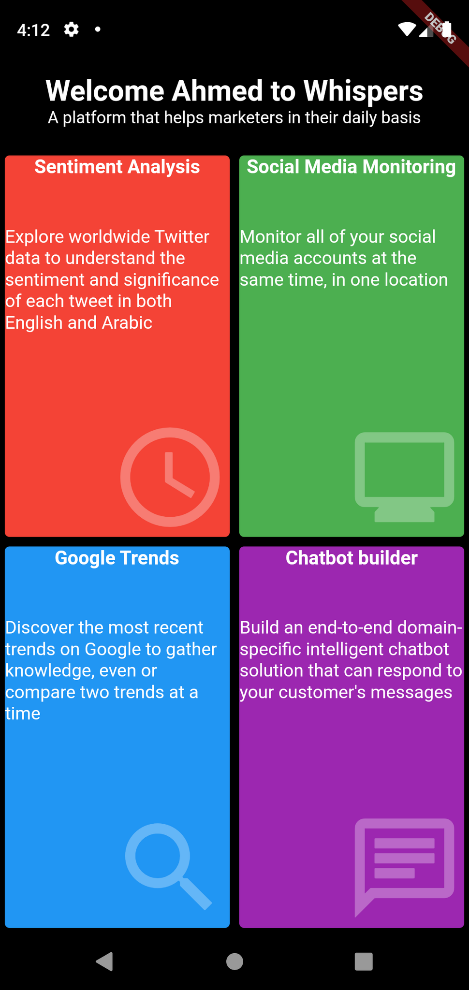 4:12
DEBUG
Welcome Ahmed to Whispers
A platform that helps marketers in their daily basis
Sentiment Analysis
Explore worldwide Twitter
data to understand the
sentiment and significance
of each tweet in both
English and Arabic
Social Media Monitoring
Monitor all of your social
media accounts at the
same time, in one location
Google Trends
Discover the most recent
trends on Google to gather
knowledge, even or
compare two trends at a
time
Chatbot builder
Build an end-to-end domain-
specific intelligent chatbot
solution that can respond to
your customer's messages